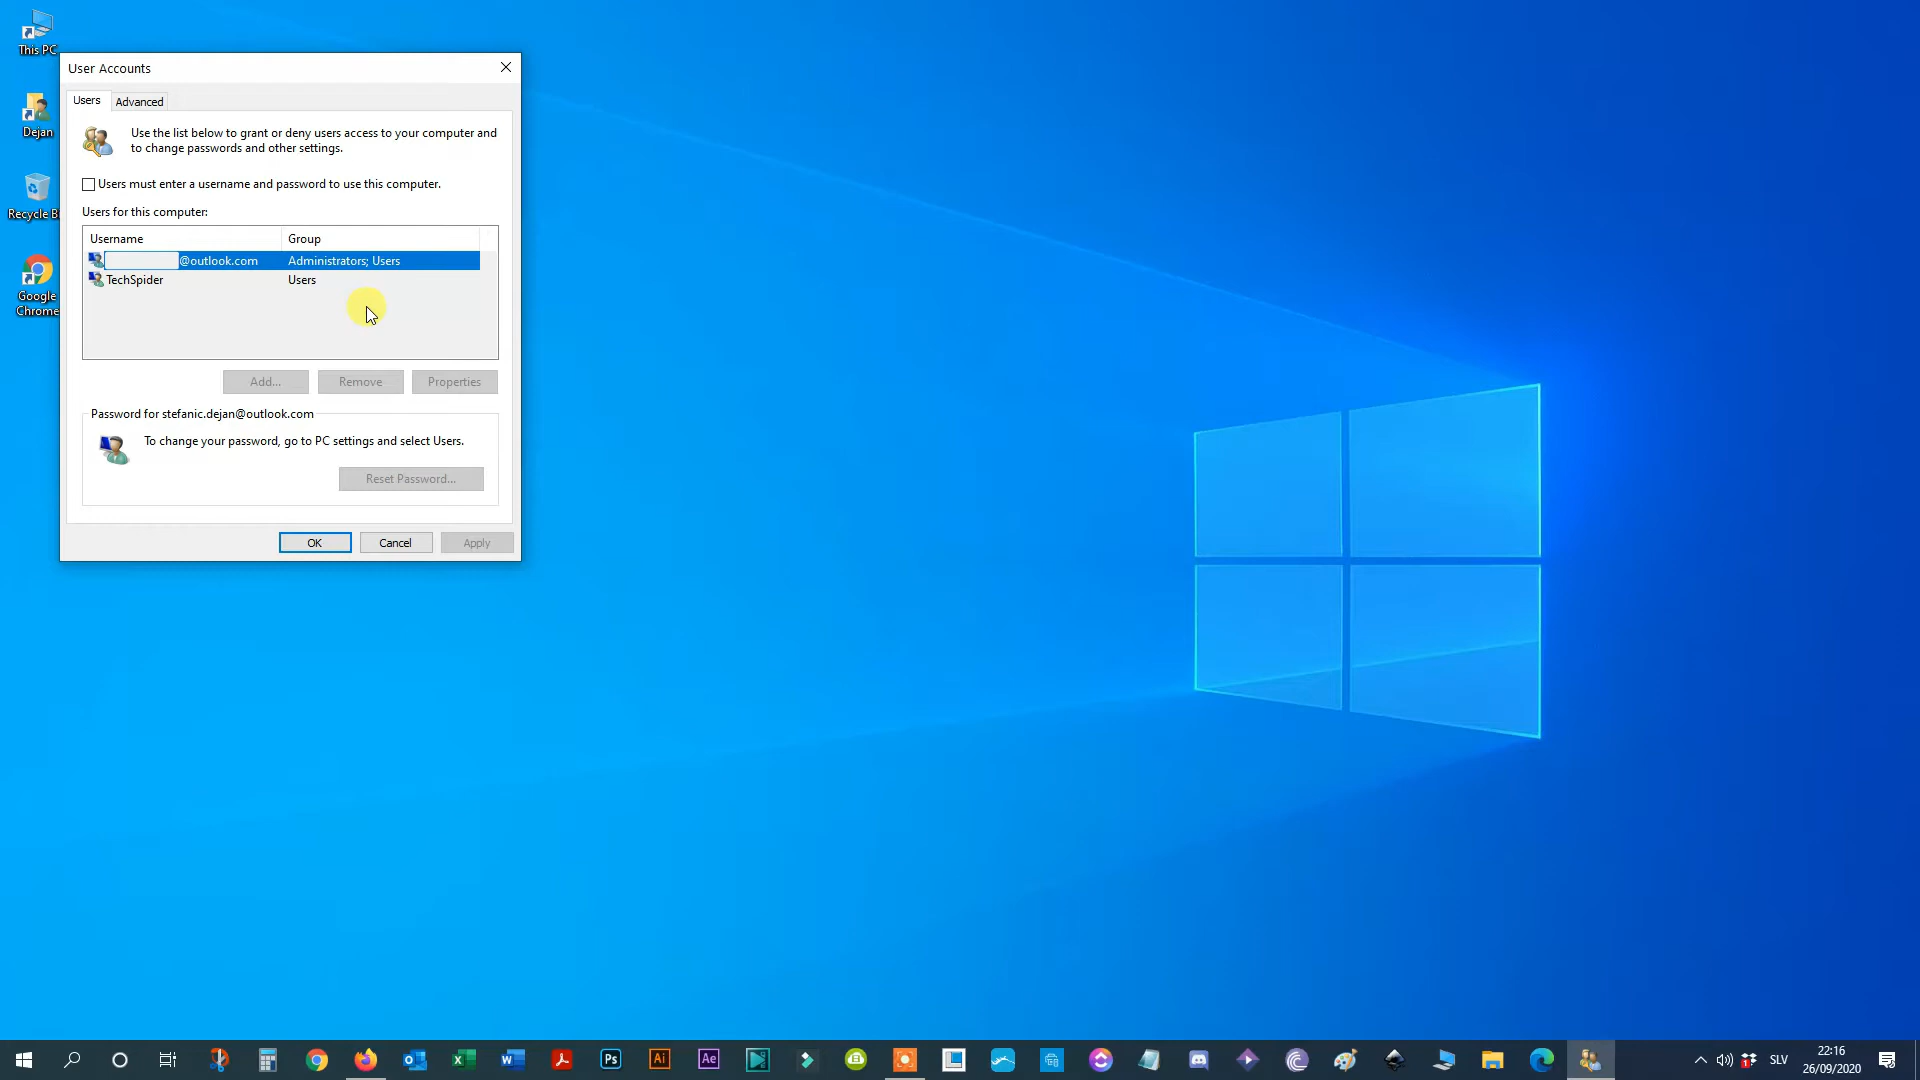 This PC
Dejan
Recycle B
Google
Chrome
User Accounts
Users
Advanced
Use the list below to grant or deny users access to your computer and
to change passwords and other settings.
Users must enter a username and password to use this computer.
Users for this computer:
Username Group
@outlook.com Administrators; Users
TechSpider Users
Add... Remove Properties
Password for stefanic.dejan@outlook.com
To change your password, go to PC settings and select Users.
Reset Password...
OK Cancel Apply
Ps
Ai
Ae
SLV
22:16
26/09/2020